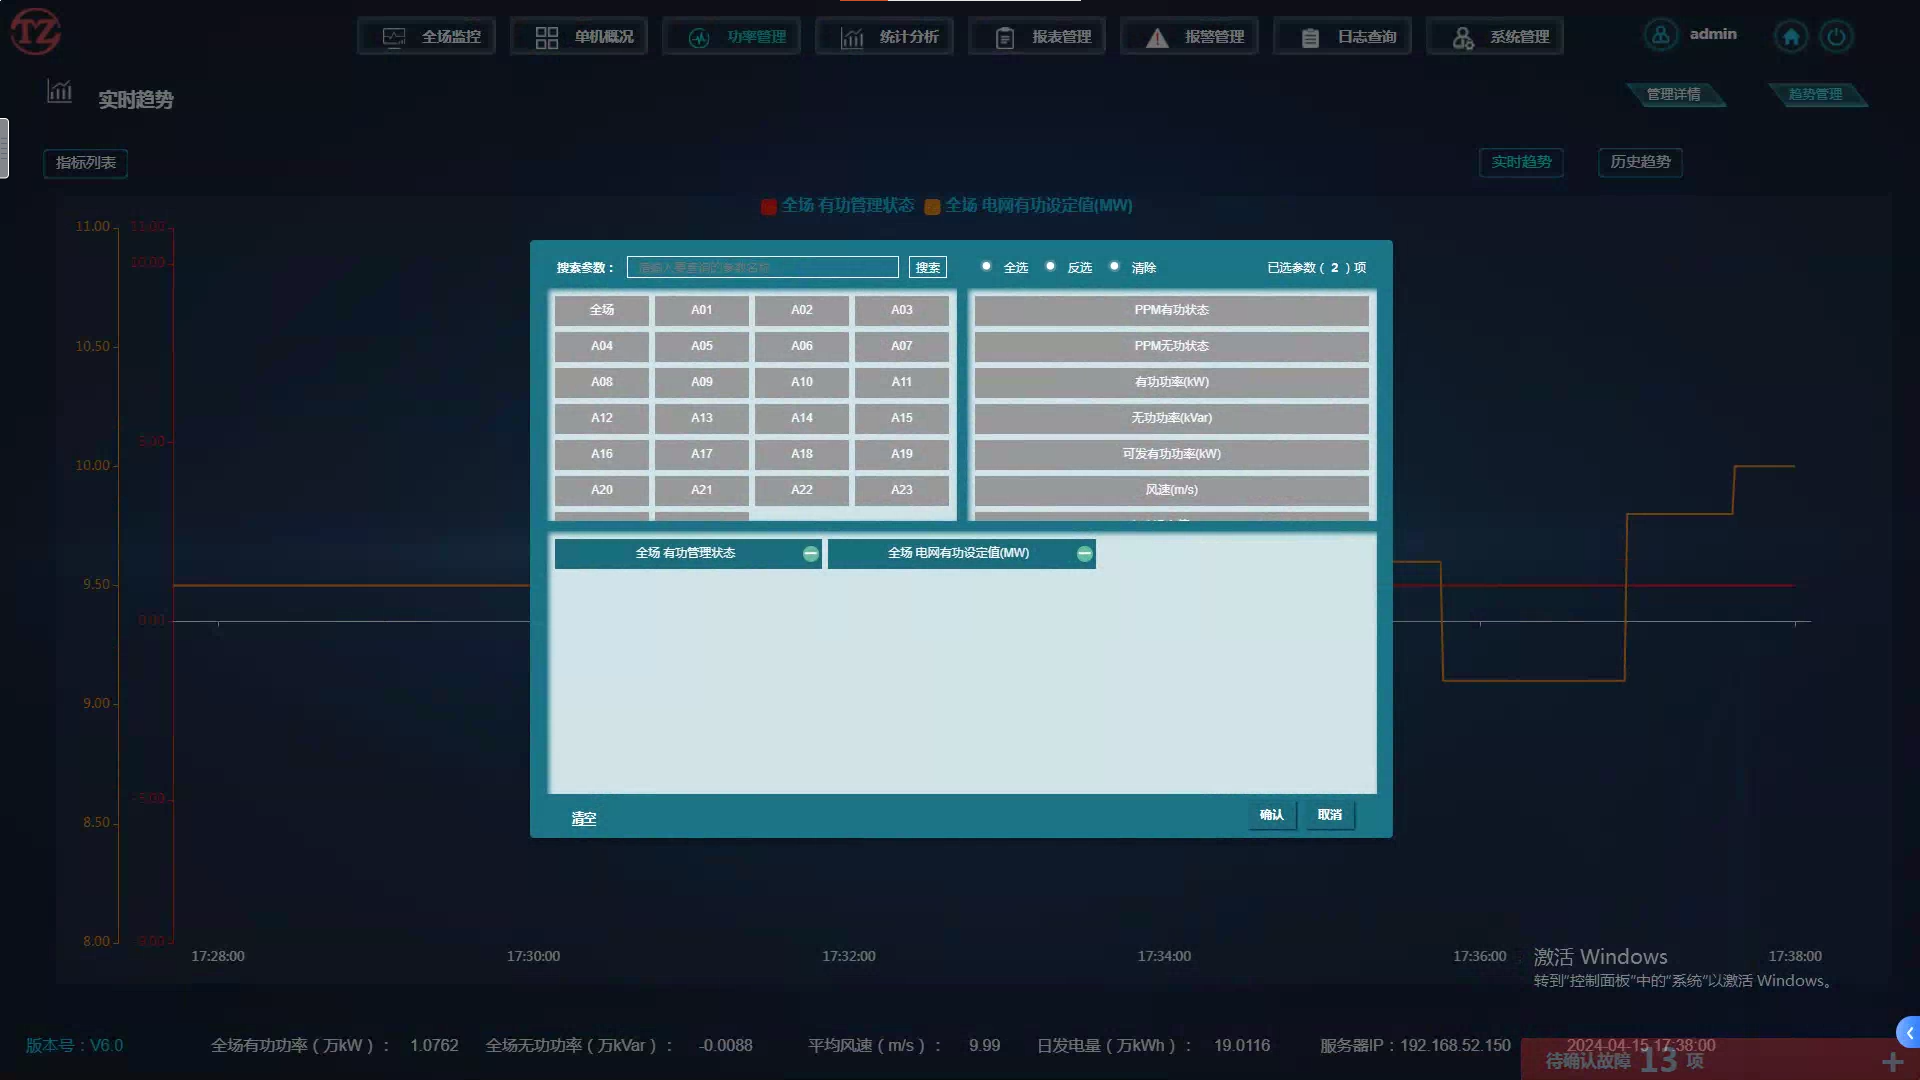 TZ
全场监控 单机概况 功率管理 统计分析 报表管理 报警管理 日志查询 系统管理 admin
实时趋势
管理详情 趋势管理
指标列表
实时趋势 历史趋势
全场 有功管理状态 全场 电网有功设定值(MW)
11.00
10.50
10.00
9.50
9.00
8.50
8.00
11.00
10.00
5.00
0.00
-5.00
搜索参数： 请输入要查询的参数名称 搜索 全选 反选 清除 已选参数（ 2 ）项
全场 A01 A02 A03
A04 A05 A06 A07
A08 A09 A10 A11
A12 A13 A14 A15
A16 A17 A18 A19
A20 A21 A22 A23
PPM有功状态
PPM无功状态
有功功率(kW)
无功功率(kVar)
可发有功功率(kW)
风速(m/s)
全场 有功管理状态 全场 电网有功设定值(MW)
清空 确认 取消
17:28:00 17:30:00 17:32:00 17:34:00 17:36:00 17:38:00
激活 Windows
转到"控制面板"中的"系统"以激活 Windows。
版本号：V6.0 全场有功功率（万kW）： 1.0762 全场无功功率（万kVar）： -0.0088 平均风速（m/s）： 9.99 日发电量（万kWh）： 19.0116 服务器IP：192.168.52.150 2024-04-15 17:38:00
待确认故障 13 项